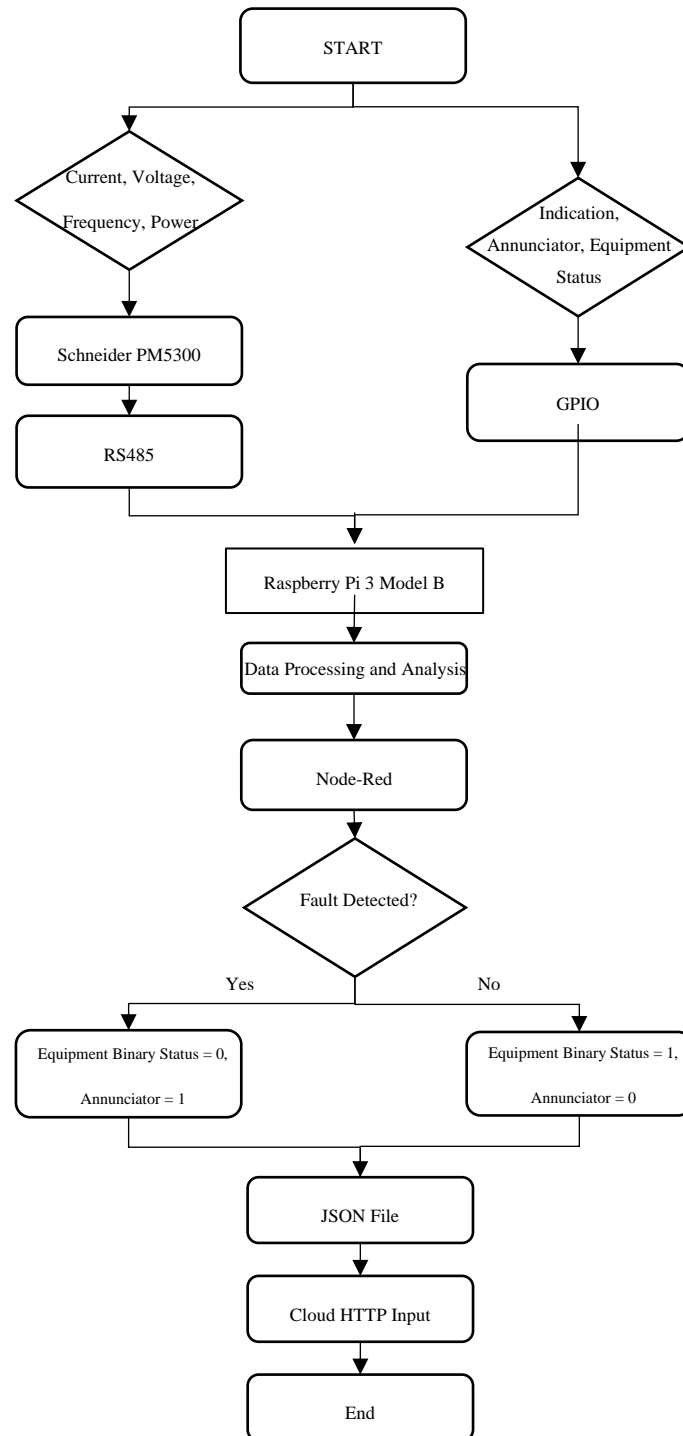 START
Current, Voltage,
Frequency, Power
Indication,
Annunciator, Equipment
Status
Schneider PM5300
GPIO
RS485
Raspberry Pi 3 Model B
Data Processing and Analysis
Node-Red
Fault Detected?
Yes
No
Equipment Binary Status = 0,
Annunciator = 1
Equipment Binary Status = 1,
Annunciator = 0
JSON File
Cloud HTTP Input
End